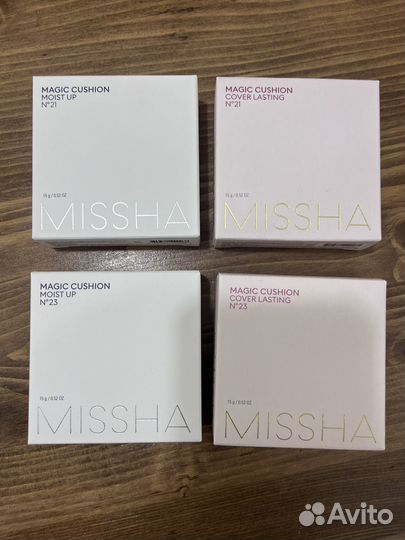 MAGIC CUSHION
MOIST UP
N°21
15 g / 0.52 OZ.
MISSHA
MAGIC CUSHION
COVER LASTING
N°21
15 g / 0.52 OZ.
MISSHA
MAGIC CUSHION
MOIST UP
N°23
15 g / 0.52 OZ.
MISSHA
MAGIC CUSHION
COVER LASTING
N°23
15 g / 0.52 OZ.
MISSHA
Avito